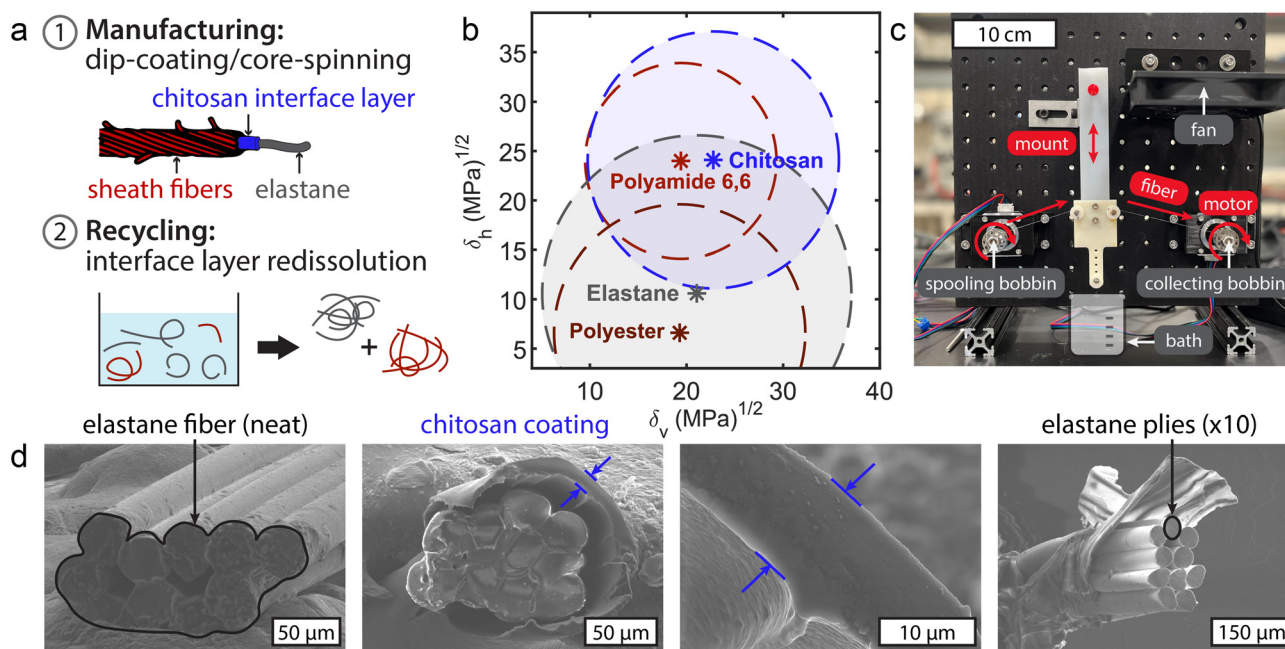 a
1 Manufacturing:
dip-coating/core-spinning
chitosan interface layer
sheath fibers
elastane
2 Recycling:
interface layer redissolution
+
b
δh (MPa)1/2
35
30
25
20
15
10
5
Chitosan
Polyamide 6,6
Elastane
Polyester
10
20
30
40
δv (MPa)1/2
c
10 cm
fan
mount
fiber
motor
spooling bobbin
collecting bobbin
bath
d
elastane fiber (neat)
chitosan coating
elastane plies (x10)
50 µm
50 µm
10 µm
150 µm